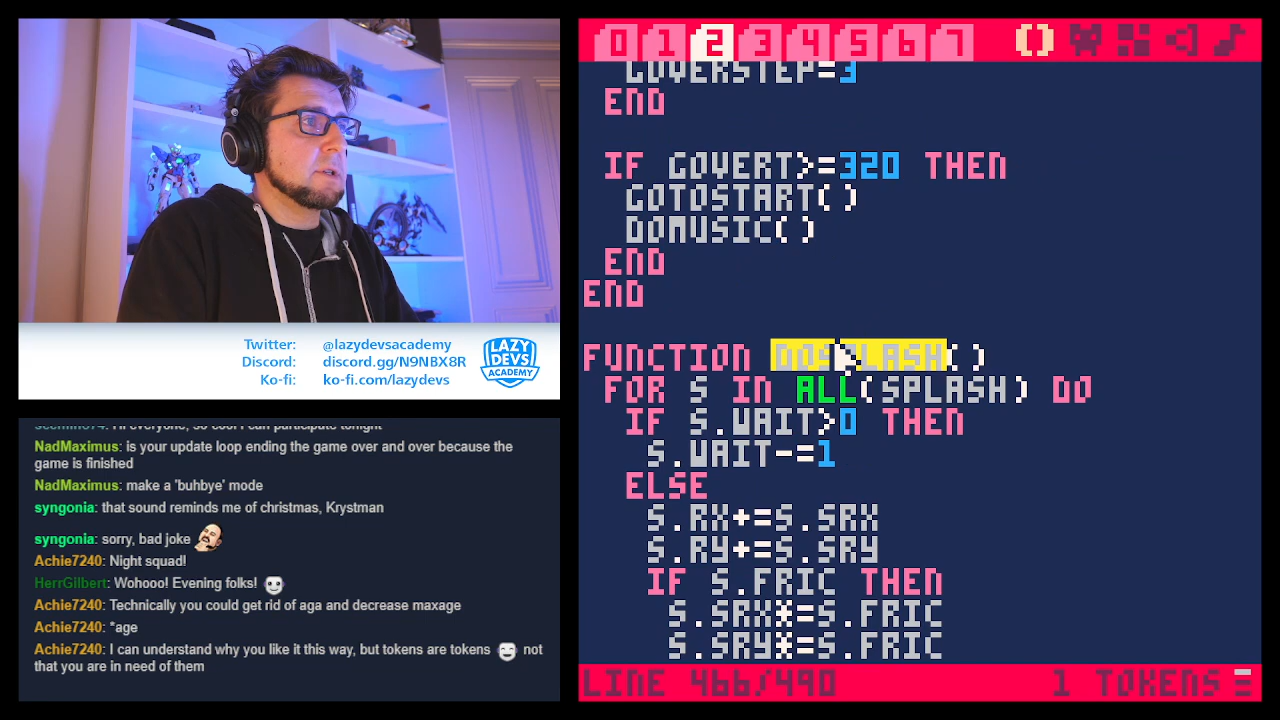 0 1 2 3 4 5 6 7 ()
GOVERSTEP=3
END
IF GOVERT>=320 THEN
GOTOSTART()
DOMUSIC()
END
END
FUNCTION DOSPLASH()
FOR S IN ALL(SPLASH) DO
IF S.WAIT>0 THEN
S.WAIT-=1
ELSE
S.RX+=S.SRX
S.RY+=S.SRY
IF S.FRIC THEN
S.SRX*=S.FRIC
S.SRY*=S.FRIC
LINE 466/490 1 TOKENS
Twitter: @lazydevsacademy
Discord: discord.gg/N9NBX8R
Ko-fi: ko-fi.com/lazydevs
LAZY
DEVS
ACADEMY
NadMaximus: is your update loop ending the game over and over because the
game is finished
NadMaximus: make a 'buhbye' mode
syngonia: that sound reminds me of christmas, Krystman
syngonia: sorry, bad joke
Achie7240: Night squad!
HerrGilbert: Wohooo! Evening folks!
Achie7240: Technically you could get rid of aga and decrease maxage
Achie7240: *age
Achie7240: I can understand why you like it this way, but tokens are tokens not
that you are in need of them